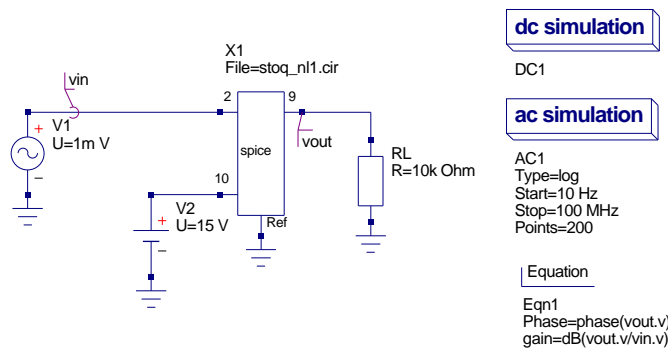 dc simulation
DC1
ac simulation
AC1
Type=log
Start=10 Hz
Stop=100 MHz
Points=200
Equation
Eqn1
Phase=phase(vout.v)
gain=dB(vout.v/vin.v)
X1
File=stoq_nl1.cir
vin
2
9
+
V1
U=1m V
vout
spice
RL
R=10k Ohm
10
V2
+
U=15 V
Ref